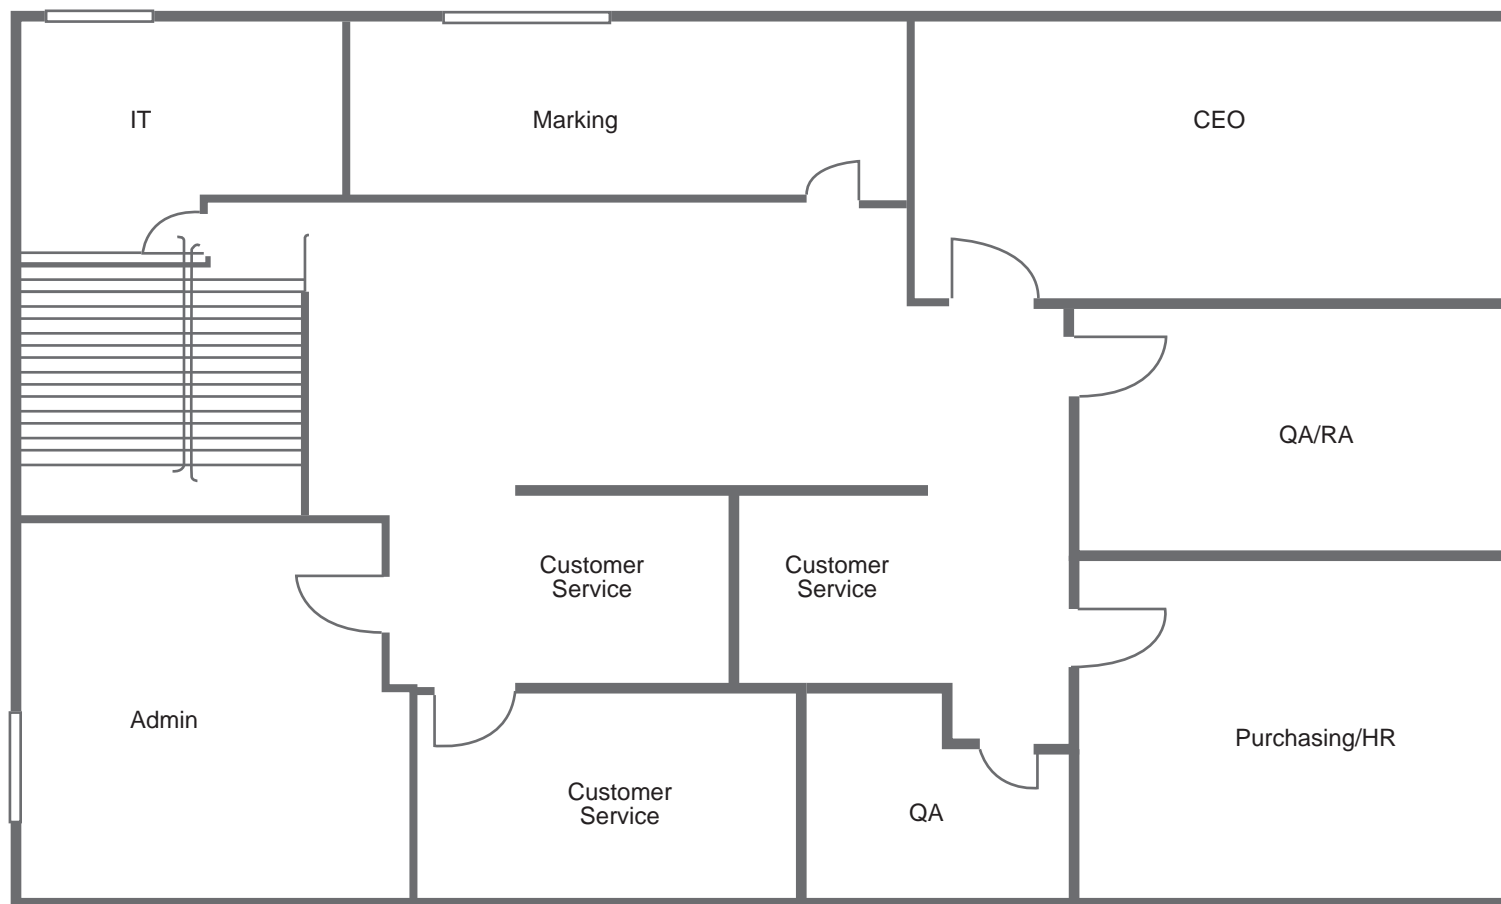 IT
Marking
CEO
QA/RA
Customer
Service
Customer
Service
Admin
Purchasing/HR
Customer
Service
QA